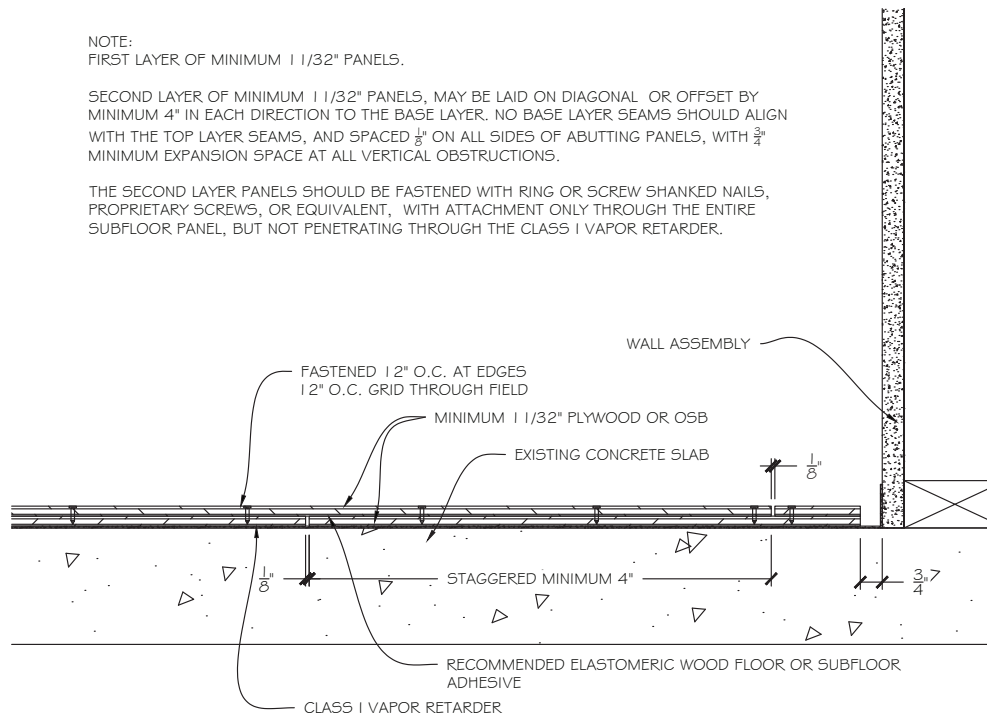 NOTE:
FIRST LAYER OF MINIMUM 11/32" PANELS.
SECOND LAYER OF MINIMUM 11/32" PANELS, MAY BE LAID ON DIAGONAL OR OFFSET BY
MINIMUM 4" IN EACH DIRECTION TO THE BASE LAYER. NO BASE LAYER SEAMS SHOULD ALIGN
WITH THE TOP LAYER SEAMS, AND SPACED 1/8" ON ALL SIDES OF ABUTTING PANELS, WITH 3/4"
MINIMUM EXPANSION SPACE AT ALL VERTICAL OBSTRUCTIONS.
THE SECOND LAYER PANELS SHOULD BE FASTENED WITH RING OR SCREW SHANKED NAILS,
PROPRIETARY SCREWS, OR EQUIVALENT, WITH ATTACHMENT ONLY THROUGH THE ENTIRE
SUBFLOOR PANEL, BUT NOT PENETRATING THROUGH THE CLASS I VAPOR RETARDER.
WALL ASSEMBLY
FASTENED 12" O.C. AT EDGES
12" O.C. GRID THROUGH FIELD
MINIMUM 11/32" PLYWOOD OR OSB
EXISTING CONCRETE SLAB
1/8"
1/8"
STAGGERED MINIMUM 4"
3/4"
RECOMMENDED ELASTOMERIC WOOD FLOOR OR SUBFLOOR
ADHESIVE
CLASS I VAPOR RETARDER